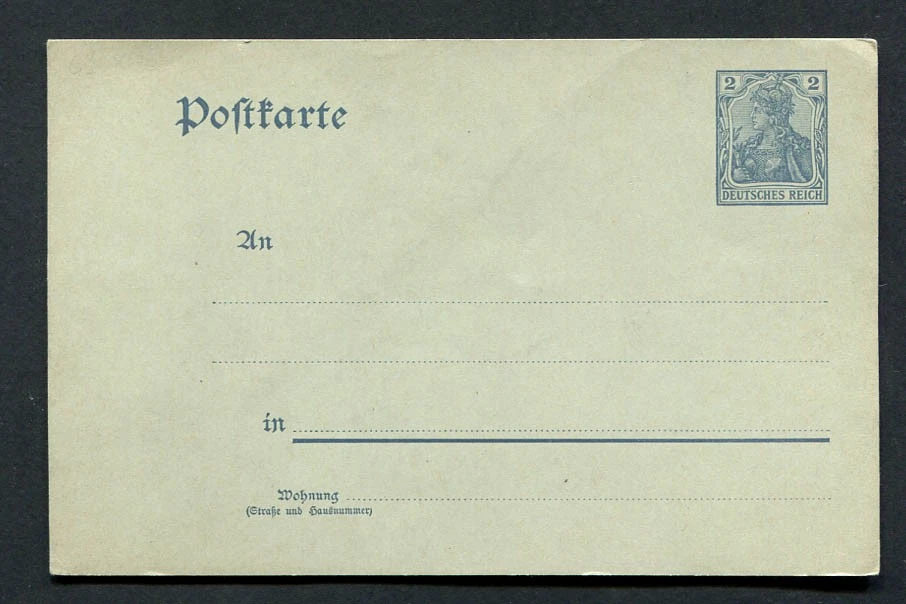 Postkarte
2 2
DEUTSCHES REICH
An
in
Wohnung
(Straße und Hausnummer)